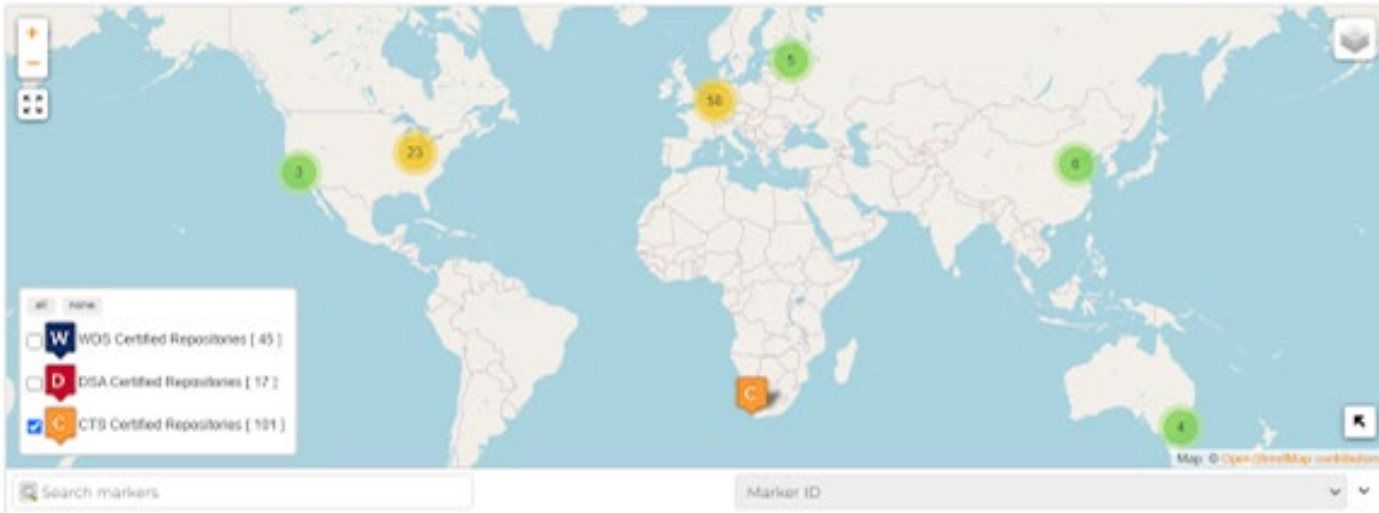 +
−
5
23
3
6
all none
W WDS Certified Repositories [ 45 ]
D DSA Certified Repositories [ 17 ]
C CTS Certified Repositories [ 101 ]
C
4
Map: © OpenStreetMap contributors
Search markers
Marker ID